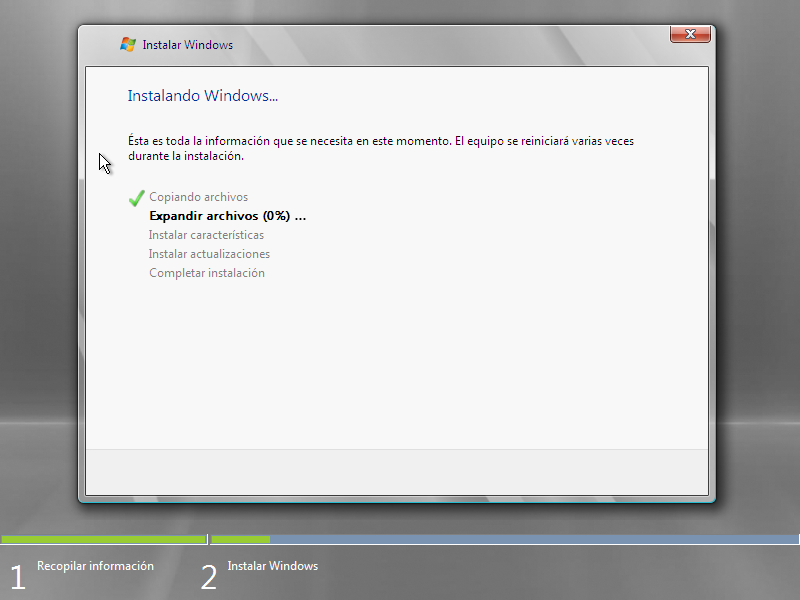 Instalar Windows
Instalando Windows...
Ésta es toda la información que se necesita en este momento. El equipo se reiniciará varias veces
durante la instalación.
Copiando archivos
Expandir archivos (0%) ...
Instalar características
Instalar actualizaciones
Completar instalación
1 Recopilar información
2 Instalar Windows